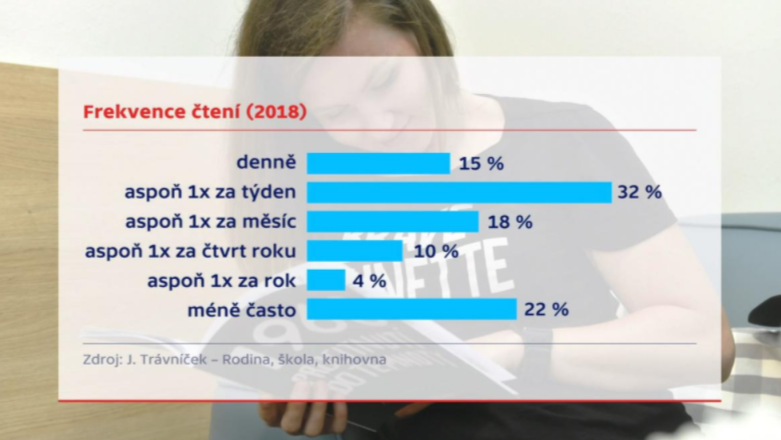 Frekvence čtení (2018)
denně 15 %
aspoň 1x za týden 32 %
aspoň 1x za měsíc 18 %
aspoň 1x za čtvrt roku 10 %
aspoň 1x za rok 4 %
méně často 22 %
Zdroj: J. Trávníček – Rodina, škola, knihovna